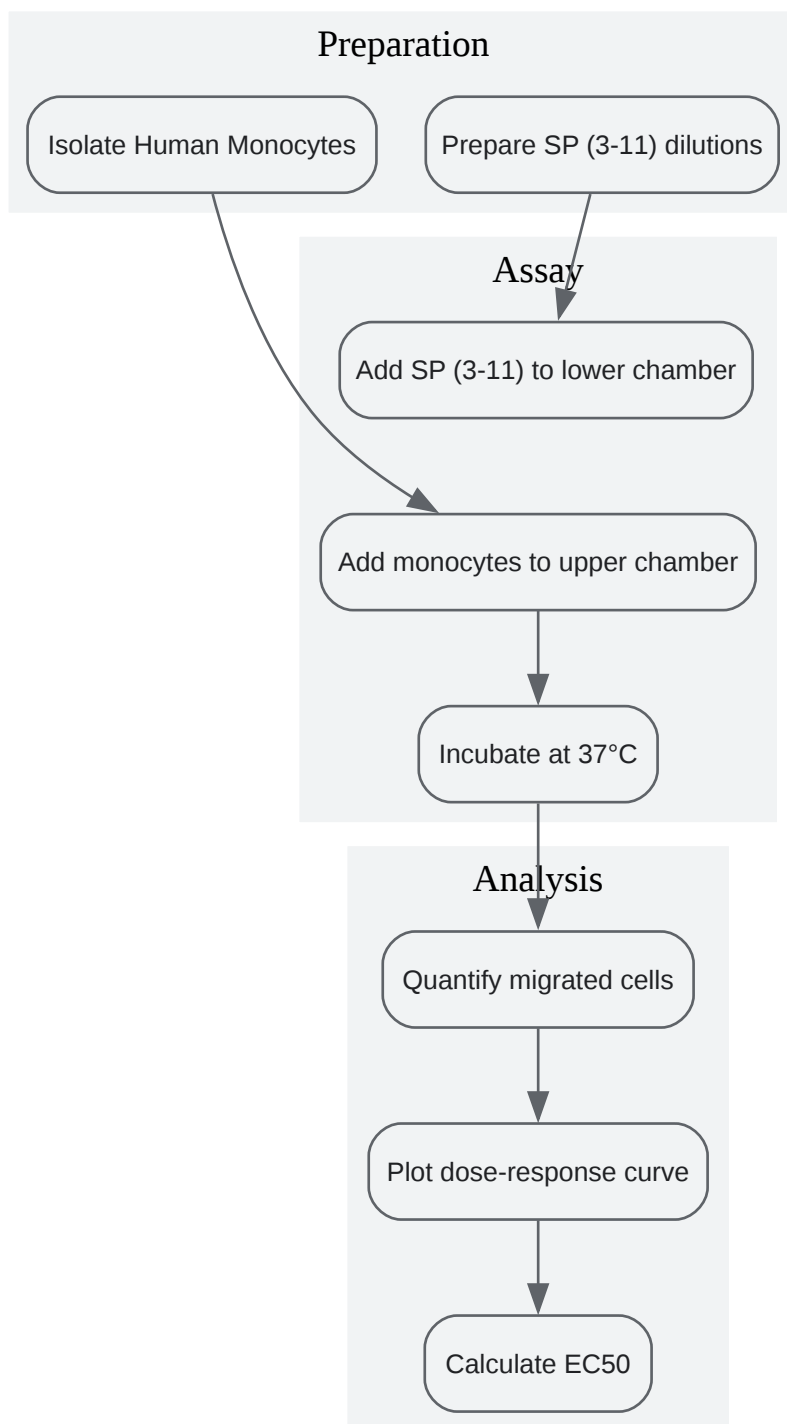 Preparation
Isolate Human Monocytes
Prepare SP (3-11) dilutions
Assay
Add SP (3-11) to lower chamber
Add monocytes to upper chamber
Incubate at 37°C
Analysis
Quantify migrated cells
Plot dose-response curve
Calculate EC50